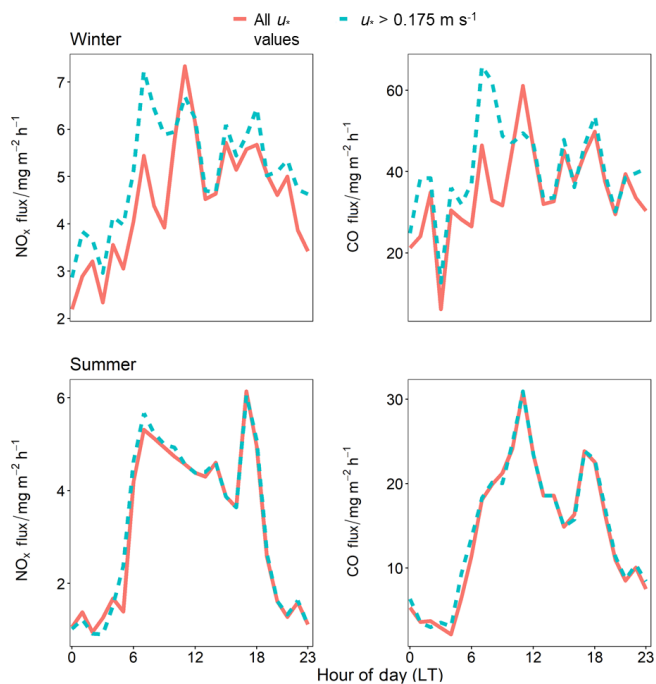 All u* values
u* > 0.175 m s-1
Winter
NOx flux/mg m-2 h-1
7
6
5
4
3
2
CO flux/mg m-2 h-1
60
40
20
Summer
NOx flux/mg m-2 h-1
6
4
2
0 6 12 18 23
CO flux/mg m-2 h-1
30
20
10
0 6 12 18 23
Hour of day (LT)